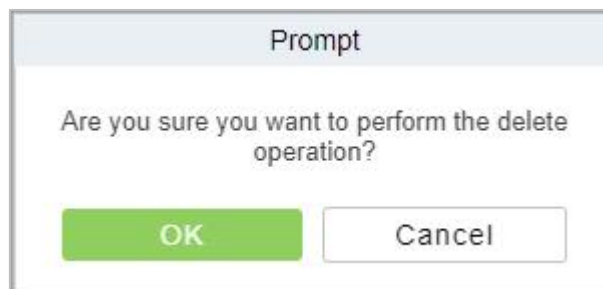 Prompt
Are you sure you want to perform the delete
operation?
OK
Cancel